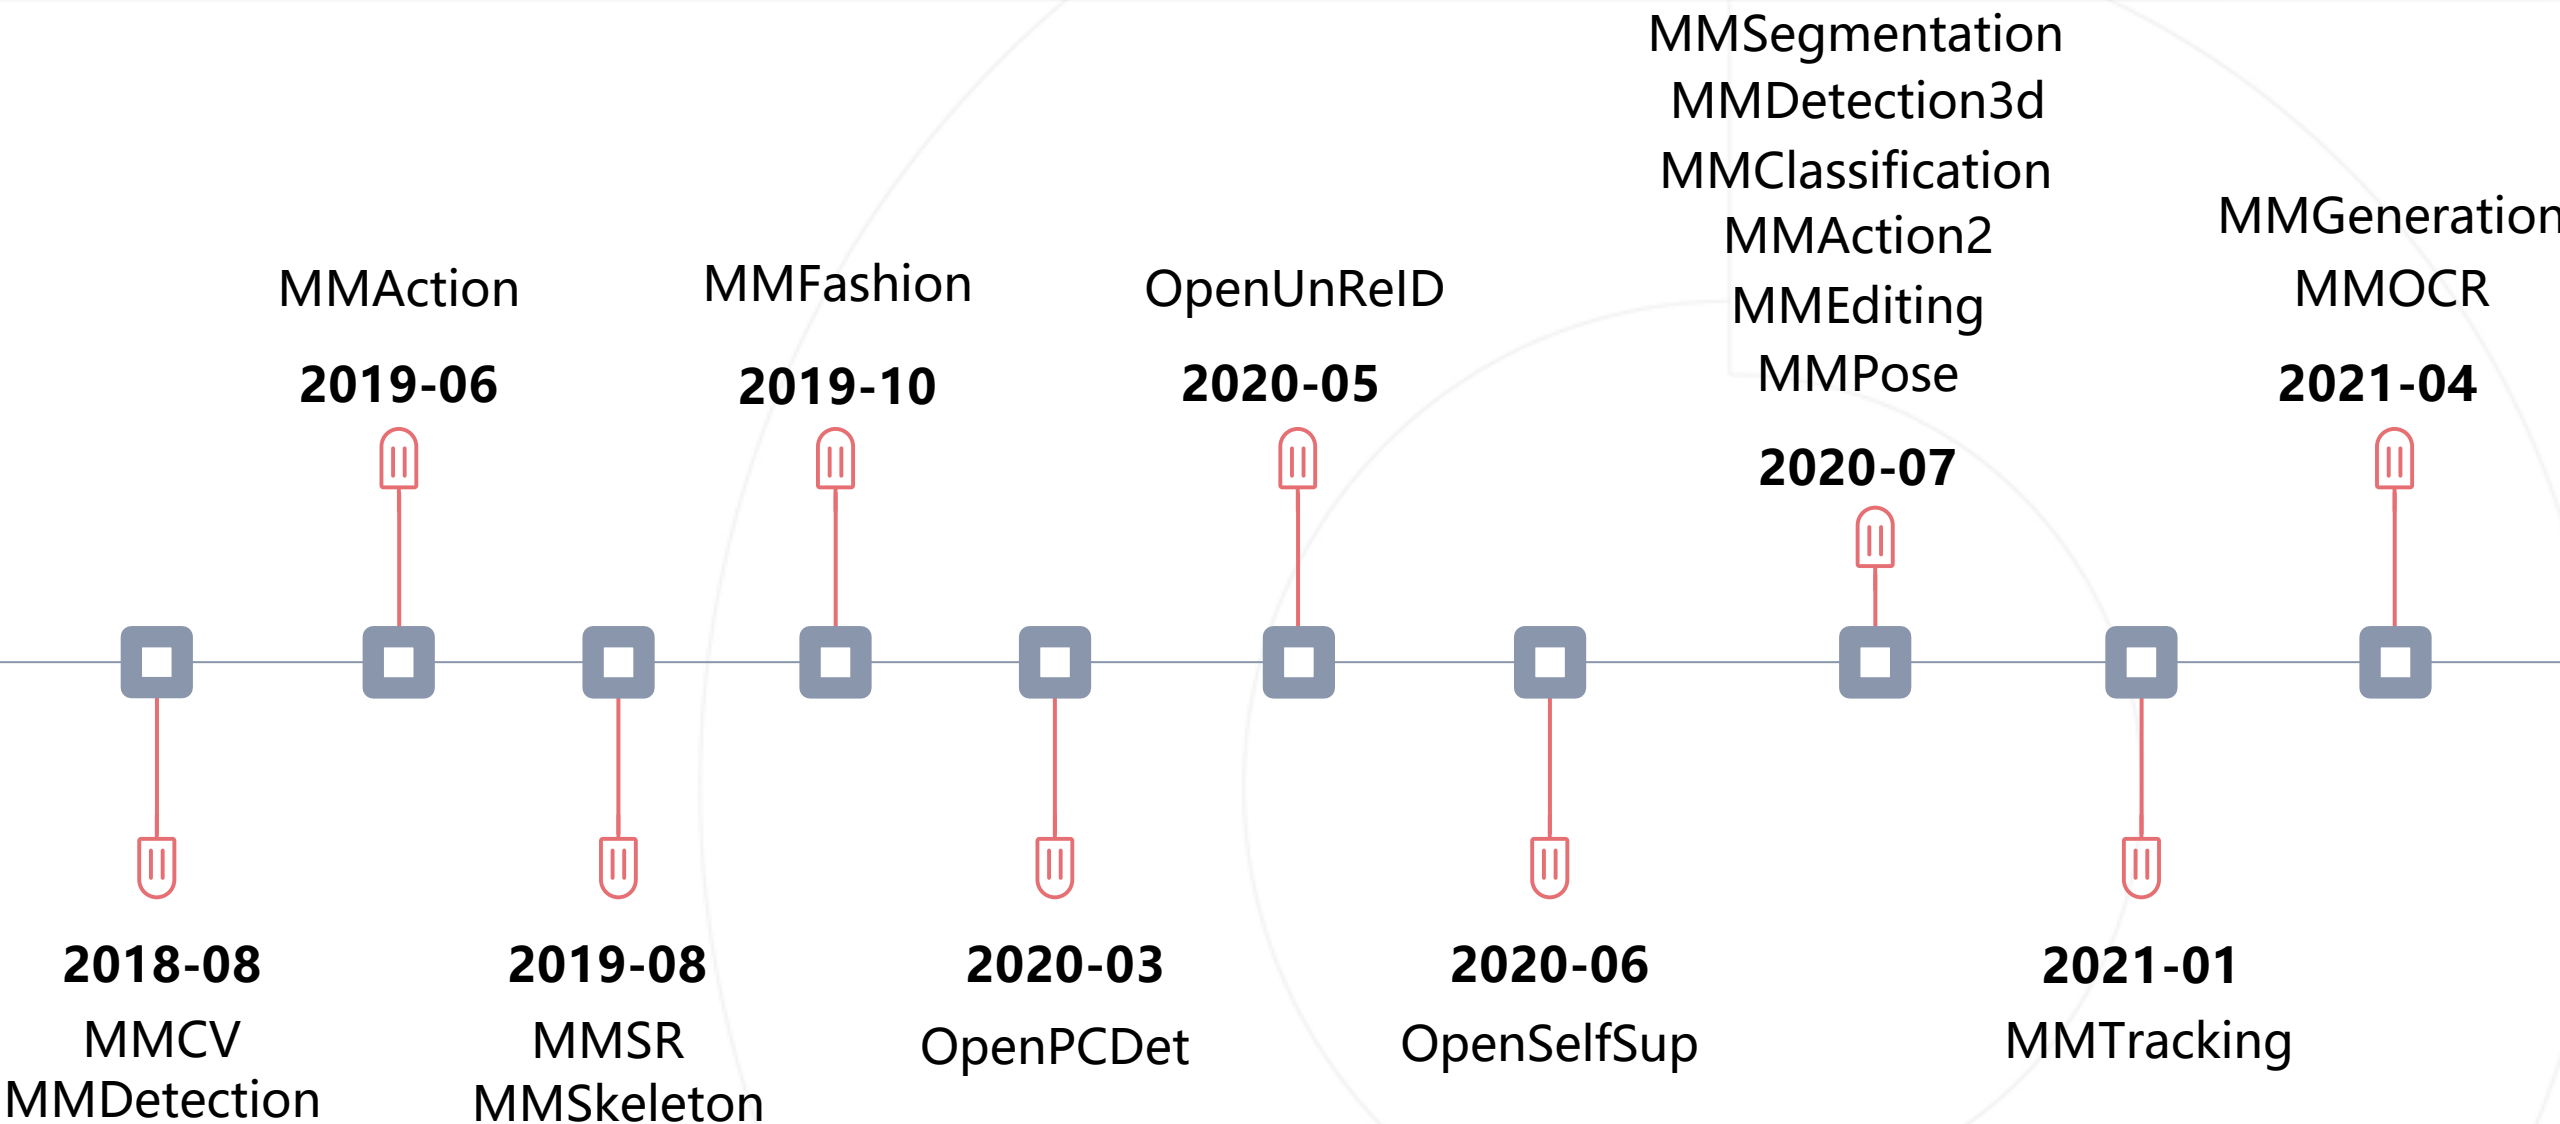 MMSegmentation
MMDetection3d
MMClassification
MMAction2
MMEditing
MMPose
2020-07
MMGeneration
MMOCR
2021-04
MMAction
2019-06
MMFashion
2019-10
OpenUnReID
2020-05
2018-08
MMCV
MMDetection
2019-08
MMSR
MMSkeleton
2020-03
OpenPCDet
2020-06
OpenSelfSup
2021-01
MMTracking